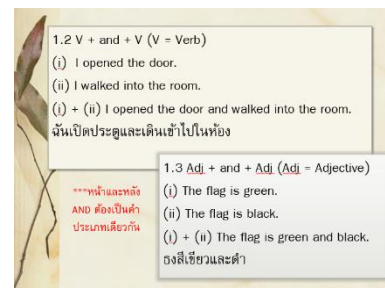 1.2 V + and + V (V = Verb)
(i) I opened the door.
(ii) I walked into the room.
(i) + (ii) I opened the door and walked into the room.
ฉันเปิดประตูและเดินเข้าไปในห้อง
1.3 Adj + and + Adj (Adj = Adjective)
(i) The flag is green.
(ii) The flag is black.
(i) + (ii) The flag is green and black.
ธงสีเขียวและดำ
***หน้าและหลัง
AND ต้องเป็นคำ
ประเภทเดียวกัน